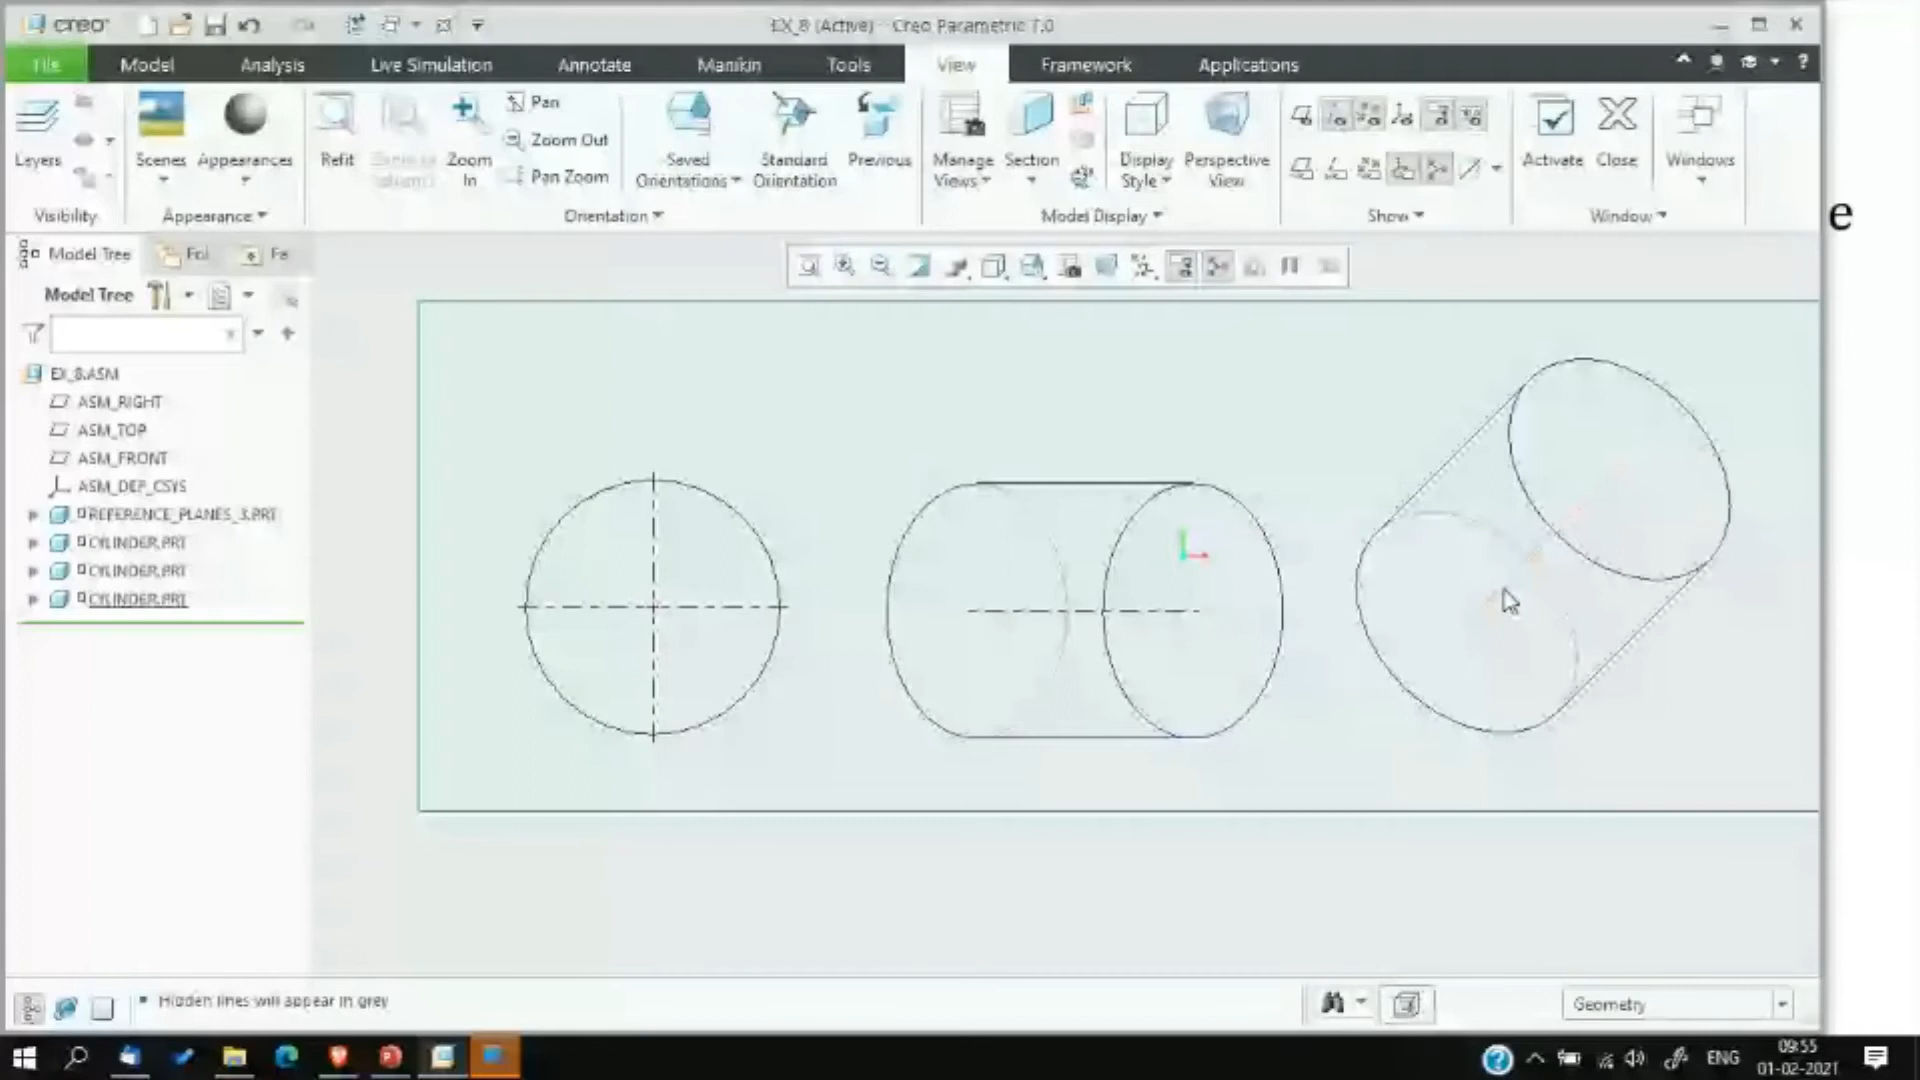 creo
EX_8 (Active) - Creo Parametric 7.0
File Model Analysis Live Simulation Annotate Manikin Tools View Framework Applications
Layers
Visibility
Scenes Appearances
Appearance
Refit
Zoom In
Pan
Zoom Out
Pan Zoom
Saved Orientations
Standard Orientation
Previous
Orientation
Manage Views
Section
Display Style
Perspective View
Model Display
Show
Activate Close
Windows
Window
e
Model Tree Fol Fa
Model Tree
EX_8.ASM
ASM_RIGHT
ASM_TOP
ASM_FRONT
ASM_DEF_CSYS
REFERENCE_PLANES_3.PRT
CYLINDER.PRT
CYLINDER.PRT
CYLINDER.PRT
Hidden lines will appear in grey
Geometry
ENG
09:55
01-02-2021